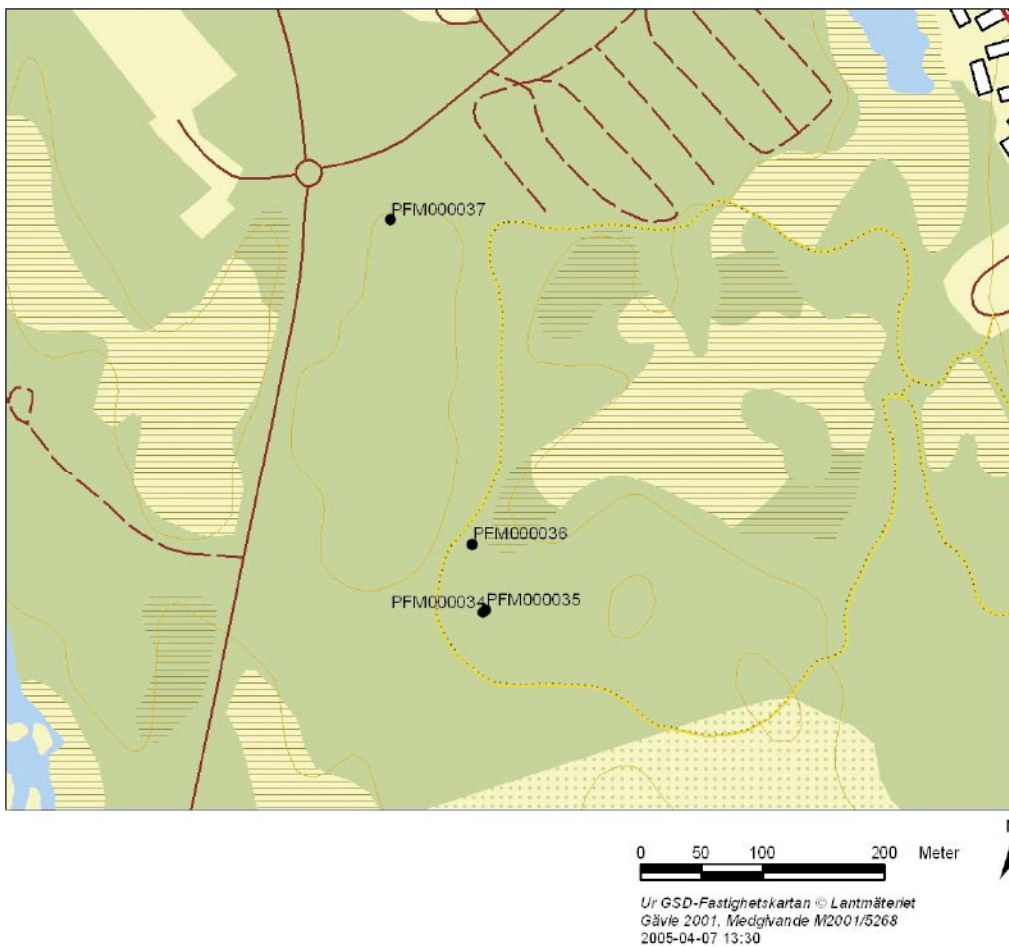 PFM000037
PFM000036
PFM000034 PFM000035
0 50 100 200 Meter
Ur GSD-Fastighetskartan © Lantmäteriet
Gävle 2001, Medgivande M2001/5268
2005-04-07 13:30